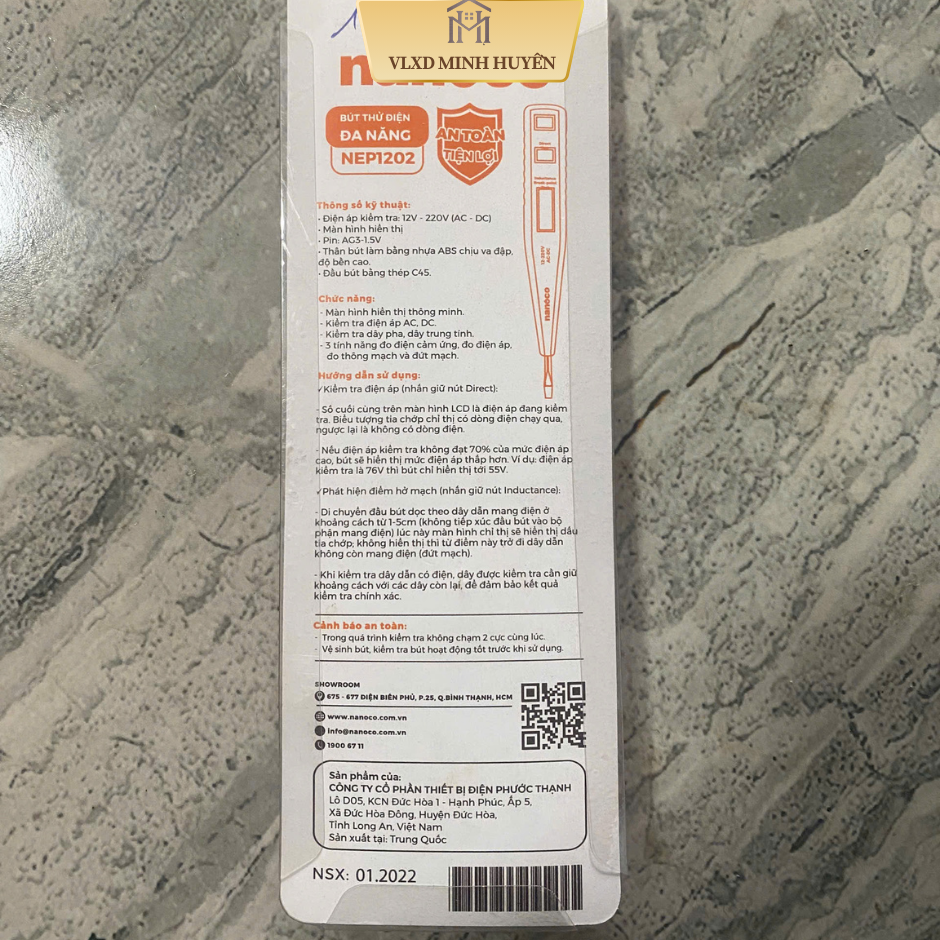 VLXD MINH HUYÊN
nanoco
BÚT THỬ ĐIỆN
ĐA NĂNG
NEP1202
AN TOÀN
TIỆN LỢI
Direct
Inductance
nanoco
Thông số kỹ thuật:
• Điện áp kiểm tra: 12V - 220V (AC - DC)
• Màn hình hiển thị
• Pin: AG3-1.5V
• Thân bút làm bằng nhựa ABS chịu va đập,
độ bền cao.
• Đầu bút bằng thép C45.
Chức năng:
- Màn hình hiển thị thông minh.
- Kiểm tra điện áp AC, DC.
- Kiểm tra dây pha, dây trung tính.
- 3 tính năng đo điện cảm ứng, đo điện áp,
đo thông mạch và đứt mạch.
Hướng dẫn sử dụng:
✓Kiểm tra điện áp (nhấn giữ nút Direct):
- Số cuối cùng trên màn hình LCD là điện áp đang kiểm
tra. Biểu tượng tia chớp chỉ thị có dòng điện chạy qua,
ngược lại là không có dòng điện.
- Nếu điện áp kiểm tra không đạt 70% của mức điện áp
cao, bút sẽ hiển thị mức điện áp thấp hơn. Ví dụ: điện áp
kiểm tra là 76V thì bút chỉ hiển thị tới 55V.
✓Phát hiện điểm hở mạch (nhấn giữ nút Inductance):
- Di chuyển đầu bút dọc theo dây dẫn mang điện ở
khoảng cách từ 1-5cm (không tiếp xúc đầu bút vào bộ
phận mang điện) lúc này màn hình chỉ thị sẽ hiển thị dấu
tia chớp; không hiển thị thì từ điểm này trở đi dây dẫn
không còn mang điện (đứt mạch).
- Khi kiểm tra dây dẫn có điện, dây được kiểm tra cần giữ
khoảng cách với các dây còn lại, để đảm bảo kết quả
kiểm tra chính xác.
Cảnh báo an toàn:
- Trong quá trình kiểm tra không chạm 2 cực cùng lúc.
- Vệ sinh bút, kiểm tra bút hoạt động tốt trước khi sử dụng.
SHOWROOM
675 - 677 ĐIỆN BIÊN PHỦ, P.25, Q.BÌNH THẠNH, HCM
www.nanoco.com.vn
info@nanoco.com.vn
1900 67 11
Sản phẩm của:
CÔNG TY CỔ PHẦN THIẾT BỊ ĐIỆN PHƯỚC THẠNH
Lô D05, KCN Đức Hòa 1 - Hạnh Phúc, Ấp 5,
Xã Đức Hòa Đông, Huyện Đức Hòa,
Tỉnh Long An, Việt Nam
Sản xuất tại: Trung Quốc
NSX: 01.2022